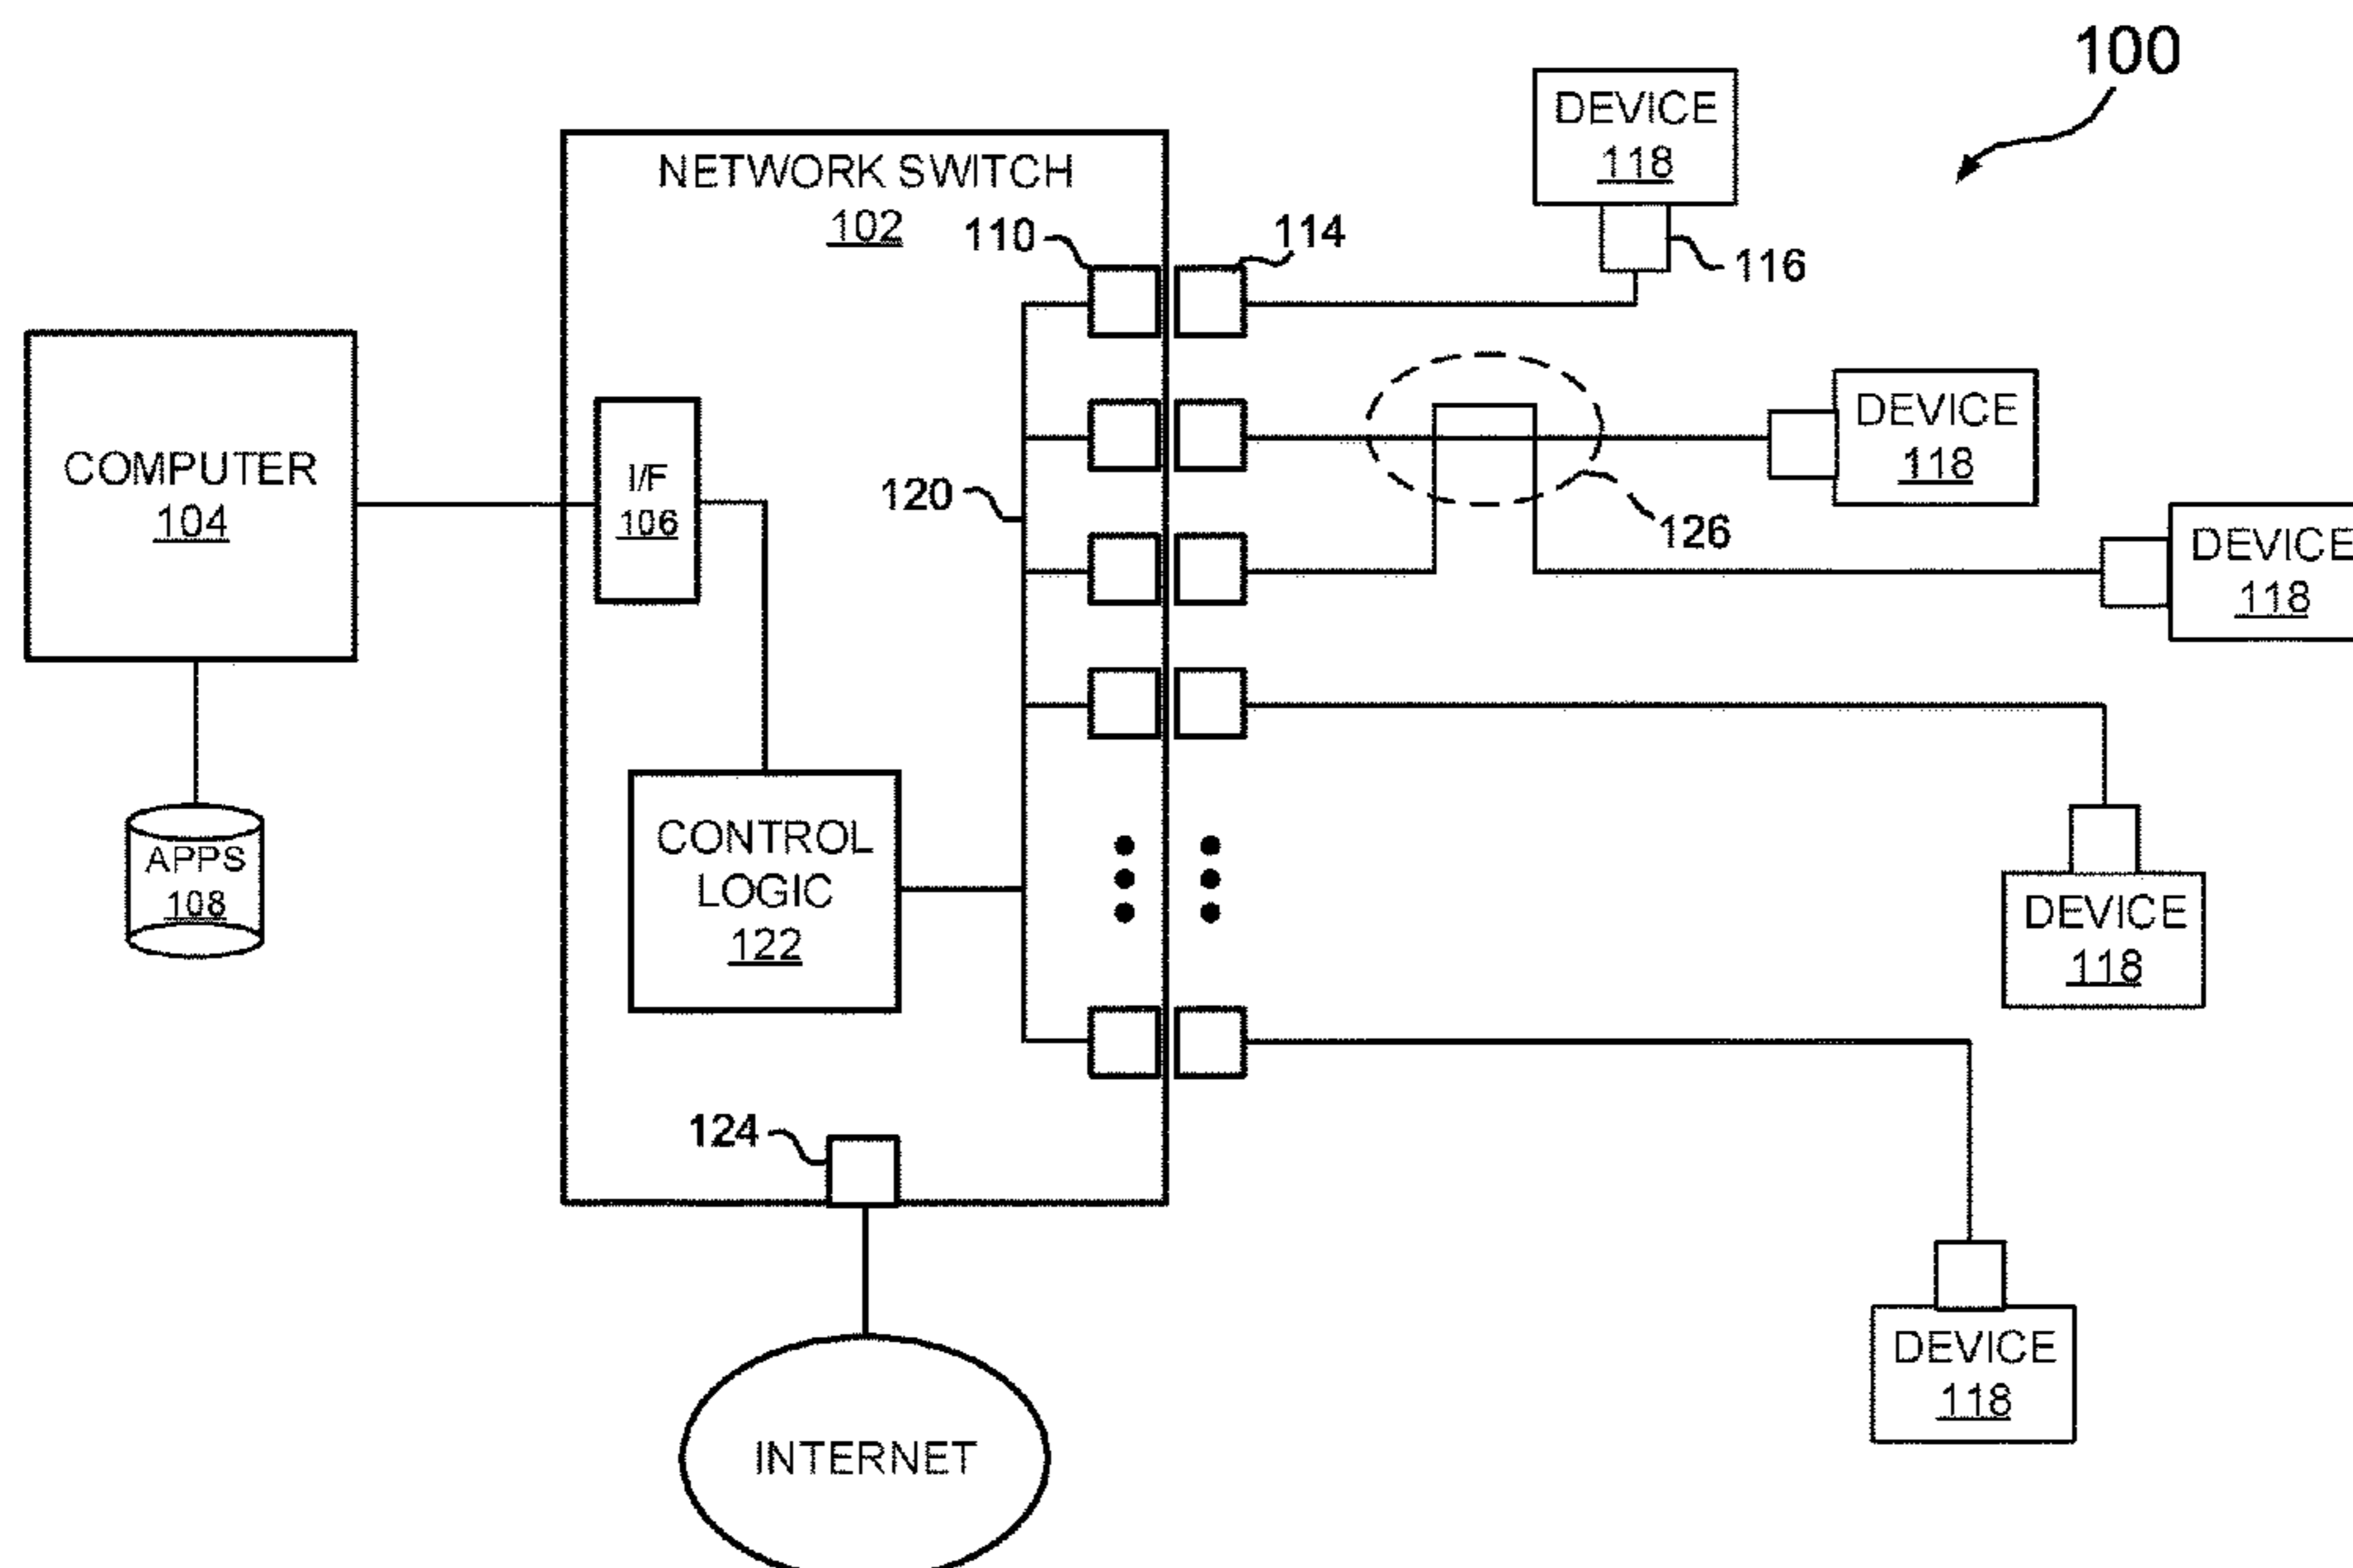 100
DEVICE
118
NETWORK SWITCH
102
110
114
116
COMPUTER
104
I/F
106
120
DEVICE
118
126
DEVICE
118
APPS
108
CONTROL
LOGIC
122
DEVICE
118
124
DEVICE
118
INTERNET